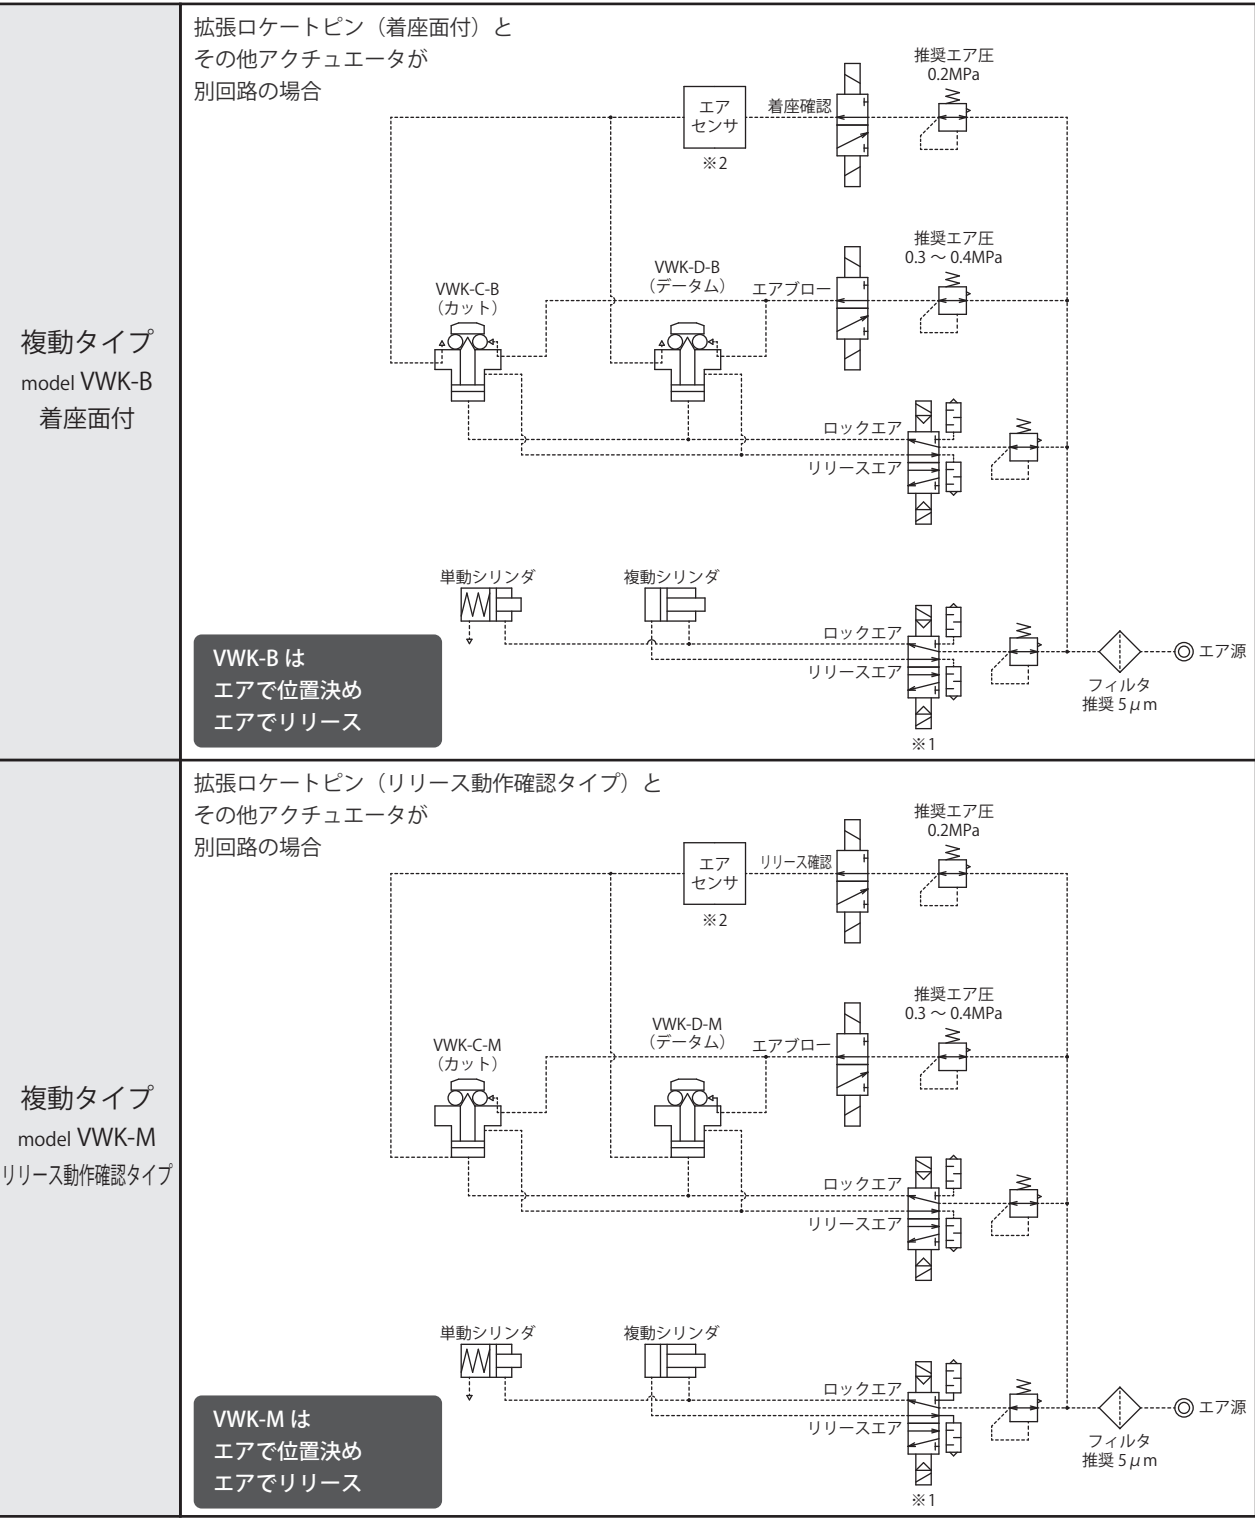 複動タイプ
model VWK-B
着座面付
拡張ロケートピン（着座面付）と
その他アクチュエータが
別回路の場合
推奨エア圧
0.2MPa
エア
センサ
着座確認
※2
推奨エア圧
0.3 ～ 0.4MPa
VWK-C-B
（カット）
VWK-D-B
（データム）
エアブロー
ロックエア
リリースエア
単動シリンダ
複動シリンダ
ロックエア
リリースエア
エア源
フィルタ
推奨 5μm
※1
VWK-B は
エアで位置決め
エアでリリース
複動タイプ
model VWK-M
リリース動作確認タイプ
拡張ロケートピン（リリース動作確認タイプ）と
その他アクチュエータが
別回路の場合
推奨エア圧
0.2MPa
エア
センサ
リリース確認
※2
推奨エア圧
0.3 ～ 0.4MPa
VWK-C-M
（カット）
VWK-D-M
（データム）
エアブロー
ロックエア
リリースエア
単動シリンダ
複動シリンダ
ロックエア
リリースエア
エア源
フィルタ
推奨 5μm
※1
VWK-M は
エアで位置決め
エアでリリース